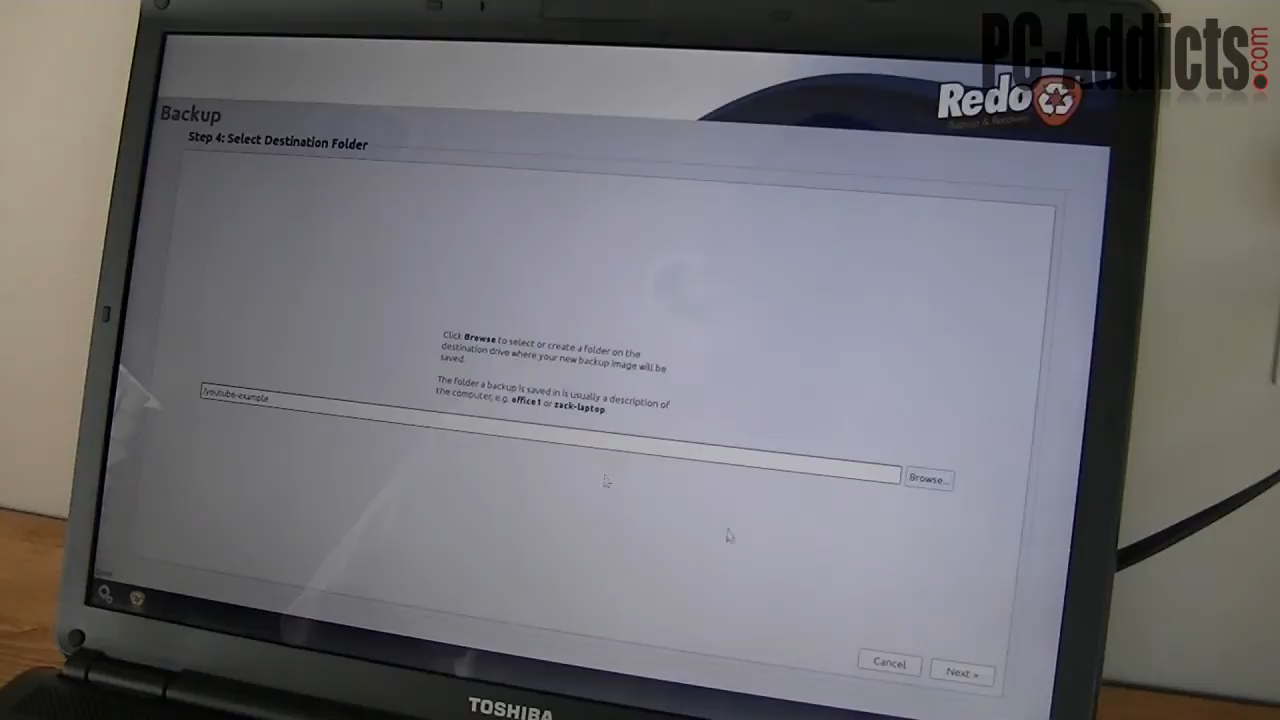 PC-Addicts.com
Redo
Backup & Recovery
Backup
Step 4: Select Destination Folder
Click Browse to select or create a folder on the
destination drive where your new backup image will be
saved.
The folder a backup is saved in is usually a description of
the computer, e.g. office1 or zack-laptop
/youtube-example
Browse...
Cancel
Next »
TOSHIBA